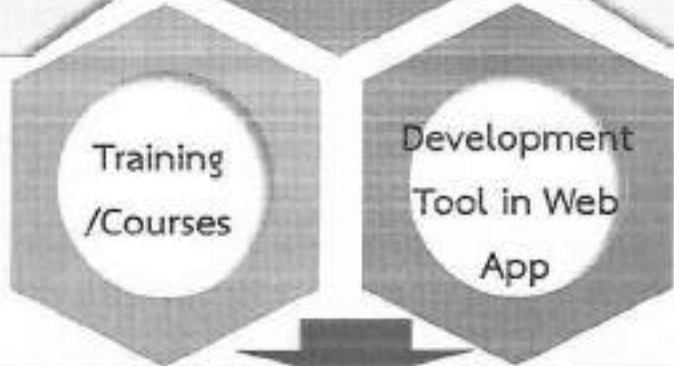 Training
/Courses
Development
Tool in Web
App